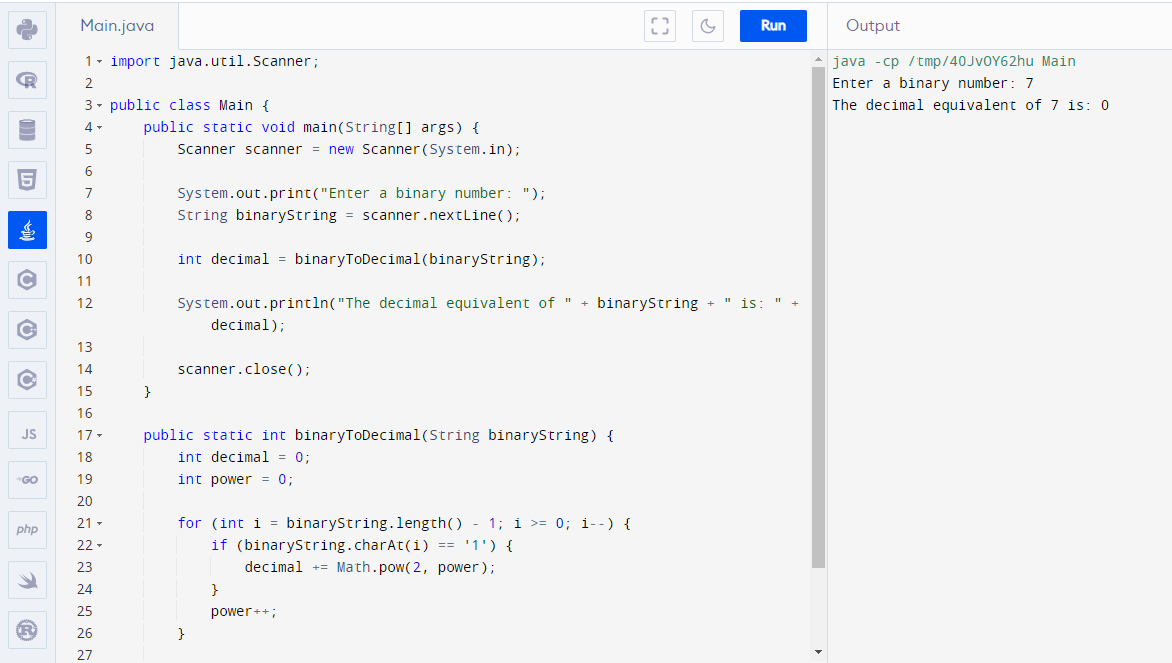 Main.java
Run
Output
1 import java.util.Scanner;
2
3 public class Main {
4 public static void main(String[] args) {
5 Scanner scanner = new Scanner(System.in);
6
7 System.out.print("Enter a binary number: ");
8 String binaryString = scanner.nextLine();
9
10 int decimal = binaryToDecimal(binaryString);
11
12 System.out.println("The decimal equivalent of " + binaryString + " is: " +
decimal);
13
14 scanner.close();
15 }
16
17 public static int binaryToDecimal(String binaryString) {
18 int decimal = 0;
19 int power = 0;
20
21 for (int i = binaryString.length() - 1; i >= 0; i--) {
22 if (binaryString.charAt(i) == '1') {
23 decimal += Math.pow(2, power);
24 }
25 power++;
26 }
27
java -cp /tmp/4OJvOY62hu Main
Enter a binary number: 7
The decimal equivalent of 7 is: 0
R
5
C
C
C
JS
GO
php
R